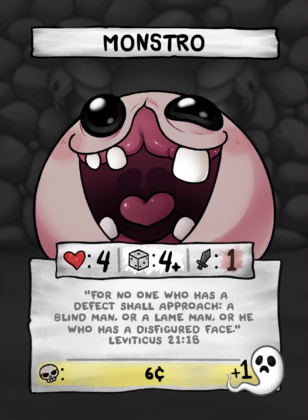 MONSTRO
:4 :4+ :1
"FOR NO ONE WHO HAS A
DEFECT SHALL APPROACH: A
BLIND MAN, OR A LAME MAN, OR HE
WHO HAS A DISFIGURED FACE."
LEVITICUS 21:18
: 6¢ +1